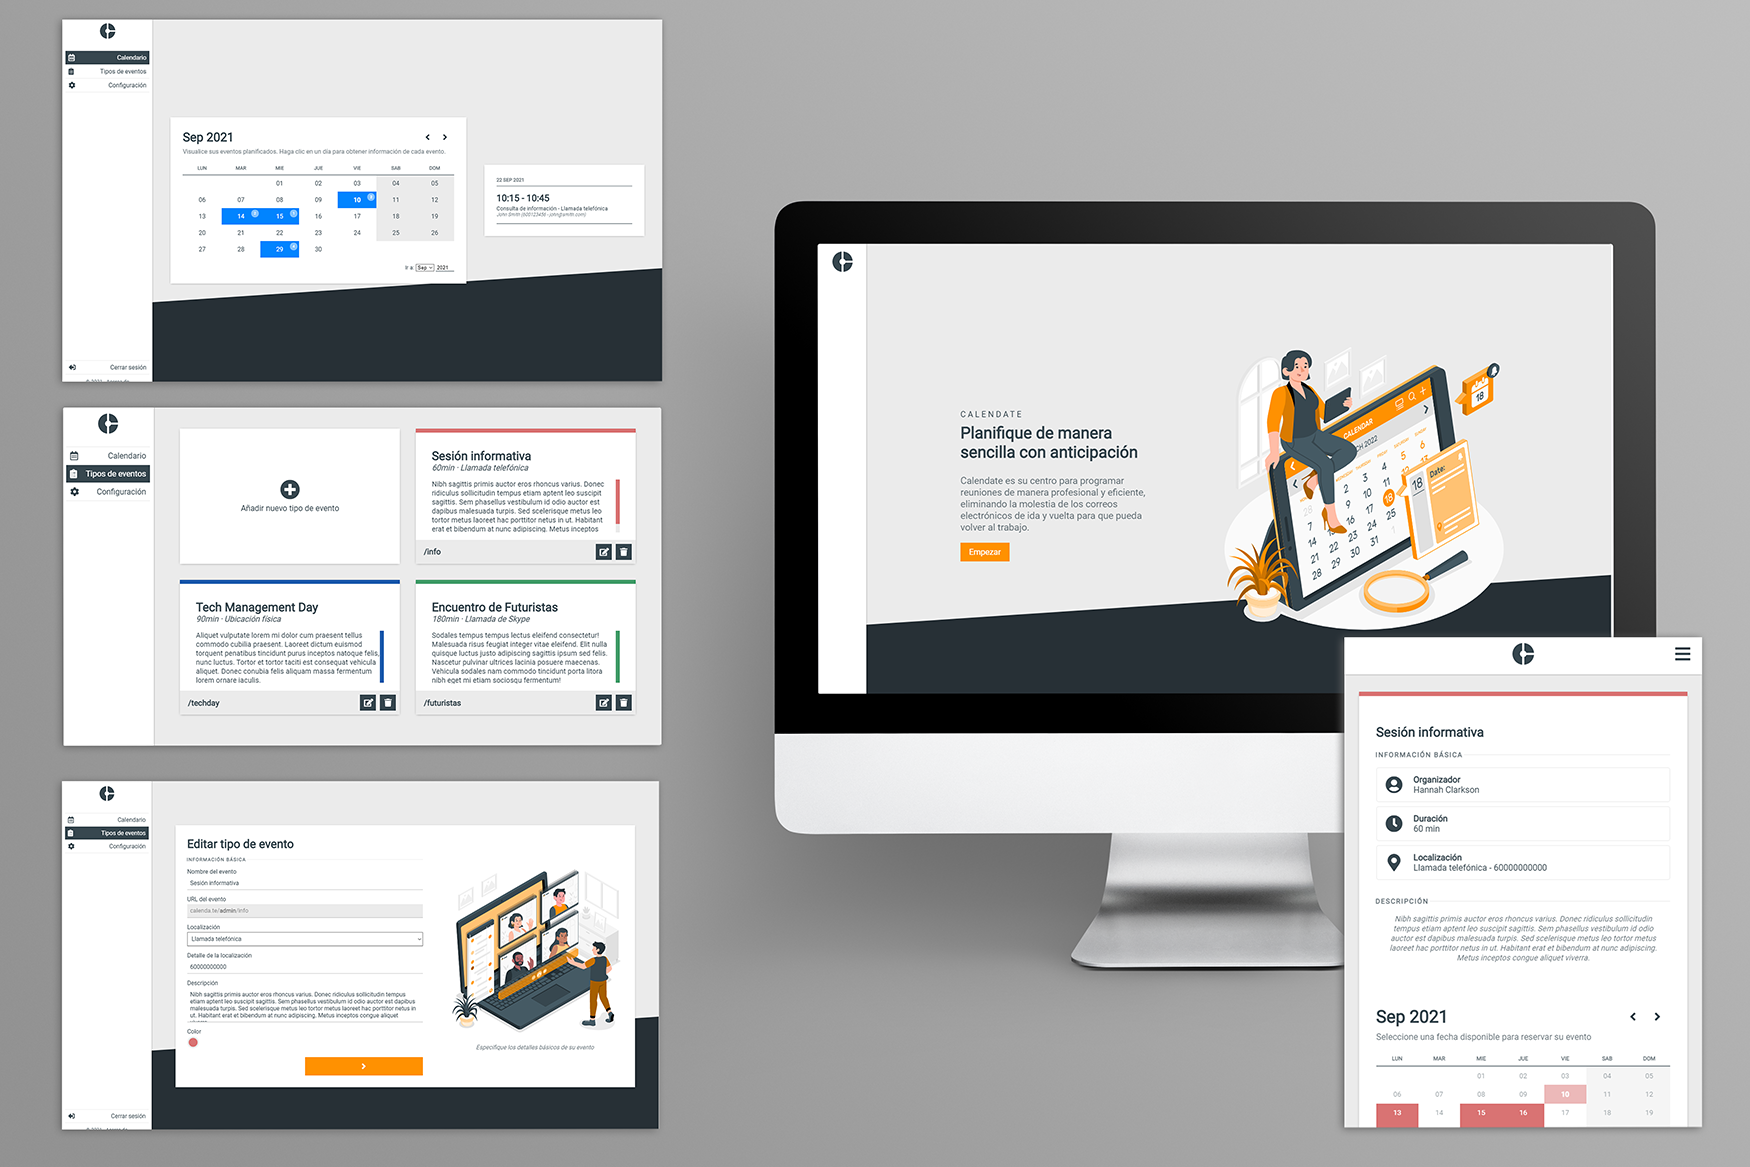 Calendario
Tipos de eventos
Configuración
Sep 2021
Visualice sus eventos planificados. Haga clic en un día para obtener información de cada evento.
LUN MAR MIE JUE VIE SAB DOM
01 02 03 04 05
06 07 08 09 10 11 12
13 14 15 16 17 18 19
20 21 22 23 24 25 26
27 28 29 30
Ir a: Sep 2021
22 SEP 2021
10:15 - 10:45
Consulta de información - Llamada telefónica
John Smith (600123456 - john@smith.com)
Cerrar sesión
Calendario
Tipos de eventos
Configuración
Añadir nuevo tipo de evento
Sesión informativa
60min · Llamada telefónica
Nibh sagittis primis auctor eros rhoncus varius. Donec
ridiculus sollicitudin tempus etiam aptent leo suscipit
sagittis. Sem phasellus vestibulum id odio auctor est
dapibus malesuada turpis. Sed scelerisque metus leo
tortor metus laoreet hac porttitor netus in ut. Habitant
erat et bibendum at nunc adipiscing. Metus inceptos
/info
Tech Management Day
90min · Ubicación física
Aliquet vulputate lorem mi dolor cum praesent tellus
commodo cubilia praesent. Laoreet dictum euismod
torquent penatibus tincidunt purus inceptos natoque felis,
nunc luctus. Tortor et tortor taciti est consequat vehicula
aliquet. Donec conubia felis aliquam massa fermentum
lorem ornare iaculis.
/techday
Encuentro de Futuristas
180min · Llamada de Skype
Sodales tempus tempus lectus eleifend consectetur!
Malesuada risus feugiat integer vitae eleifend. Elit nulla
quisque luctus justo adipiscing sagittis ipsum sed felis.
Nascetur pulvinar ultrices lacinia posuere maecenas.
Vehicula sodales nam commodo tincidunt porta litora
nibh eget mi etiam sociosqu fermentum!
/futuristas
Calendario
Tipos de eventos
Configuración
Editar tipo de evento
INFORMACIÓN BÁSICA
Nombre del evento
Sesión informativa
URL del evento
calenda.te/admin/info
Localización
Llamada telefónica
Detalle de la localización
60000000000
Descripción
Nibh sagittis primis auctor eros rhoncus varius. Donec ridiculus sollicitudin tempus
etiam aptent leo suscipit sagittis. Sem phasellus vestibulum id odio auctor est dapibus
malesuada turpis. Sed scelerisque metus leo tortor metus laoreet hac porttitor netus in
ut. Habitant erat et bibendum at nunc adipiscing. Metus inceptos congue aliquet
Color
Especifique los detalles básicos de su evento
Cerrar sesión
CALENDATE
Planifique de manera
sencilla con anticipación
Calendate es su centro para programar
reuniones de manera profesional y eficiente,
eliminando la molestia de los correos
electrónicos de ida y vuelta para que pueda
volver al trabajo.
Empezar
CALENDAR
CH 2022
18
Date:
18
Sesión informativa
INFORMACIÓN BÁSICA
Organizador
Hannah Clarkson
Duración
60 min
Localización
Llamada telefónica - 60000000000
DESCRIPCIÓN
Nibh sagittis primis auctor eros rhoncus varius. Donec ridiculus sollicitudin
tempus etiam aptent leo suscipit sagittis. Sem phasellus vestibulum id odio
auctor est dapibus malesuada turpis. Sed scelerisque metus leo tortor metus
laoreet hac porttitor netus in ut. Habitant erat et bibendum at nunc adipiscing.
Metus inceptos congue aliquet viverra.
Sep 2021
Seleccione una fecha disponible para reservar su evento
LUN MAR MIE JUE VIE SAB DOM
01 02 03 04 05
06 07 08 09 10 11 12
13 14 15 16 17 18 19